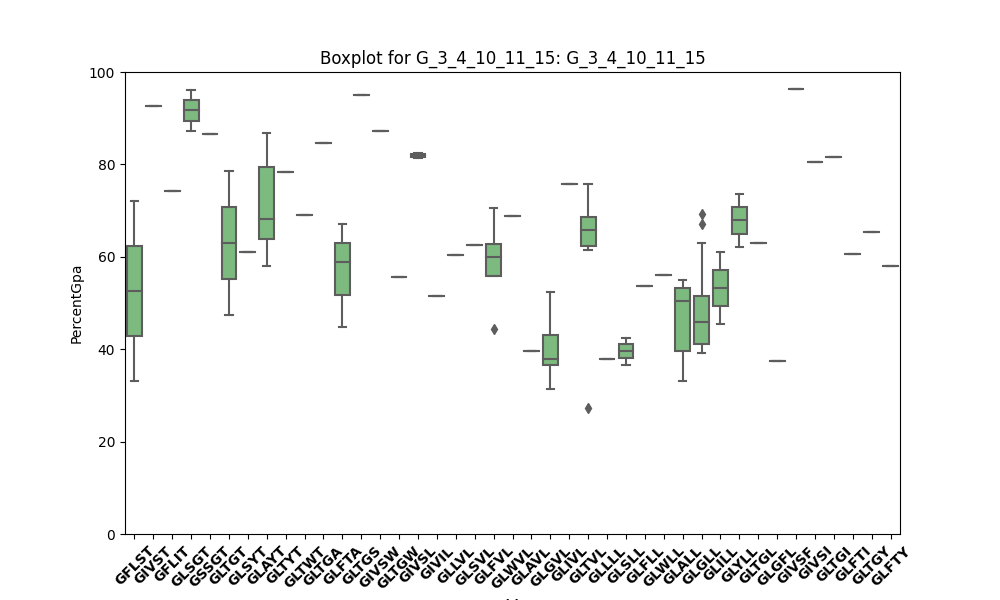 Boxplot for G_3_4_10_11_15: G_3_4_10_11_15
PercentGpa
100
80
60
40
20
0
GFLST
GIVST
GFLIT
GLSGT
GSSGT
GLTGT
GLSYT
GLAYT
GLTYT
GLTWT
GLTGA
GLFTA
GLTGS
GIVSW
GLTGW
GIVSL
GIVIL
GLLVL
GLSVL
GLFVL
GLWVL
GLAVL
GLGVL
GLIVL
GLTVL
GLLLL
GLSLL
GLFLL
GLWLL
GLALL
GLGLL
GLILL
GLYLL
GLTGL
GLGFL
GIVSF
GIVSI
GLTGI
GLFTI
GLTGY
GLFTY